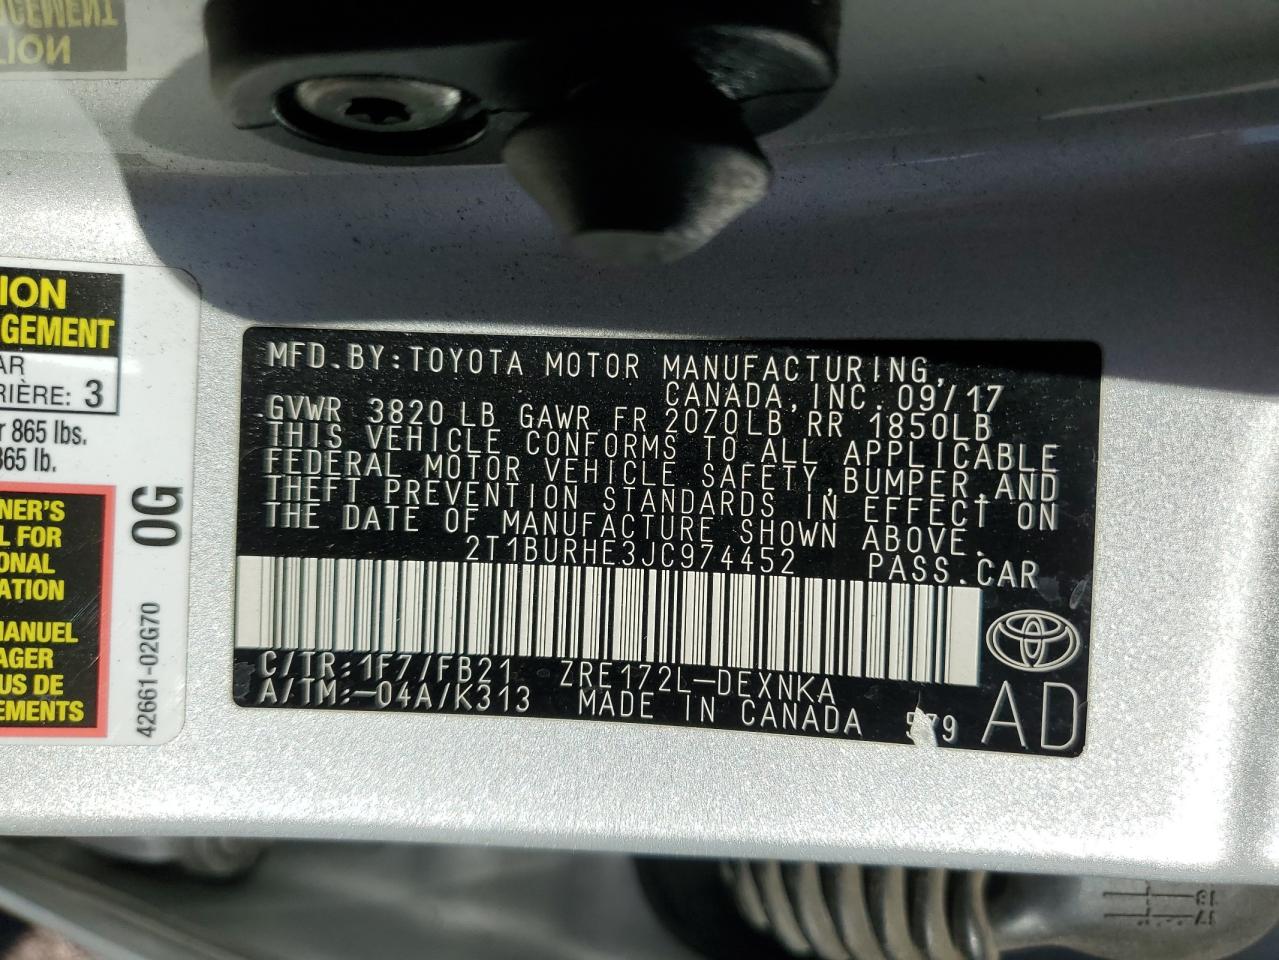 ION
GEMENT
AR
RIÈRE: 3
r 865 lbs.
865 lb.
NER'S
L FOR
IONAL
ATION
MANUEL
AGER
US DE
EMENTS
0G
42661-02G70
MFD.BY:TOYOTA MOTOR MANUFACTURING,
CANADA,INC.09/17
GVWR 3820 LB GAWR FR 2070LB RR 1850LB
THIS VEHICLE CONFORMS TO ALL APPLICABLE
FEDERAL MOTOR VEHICLE SAFETY,BUMPER,AND
THEFT PREVENTION STANDARDS IN EFFECT ON
THE DATE OF MANUFACTURE SHOWN ABOVE.
2T1BURHE3JC974452 PASS.CAR
C/TR:1F7/FB21 ZRE172L-DEXNKA
A/TM:-04A/K313 MADE IN CANADA 579
AD